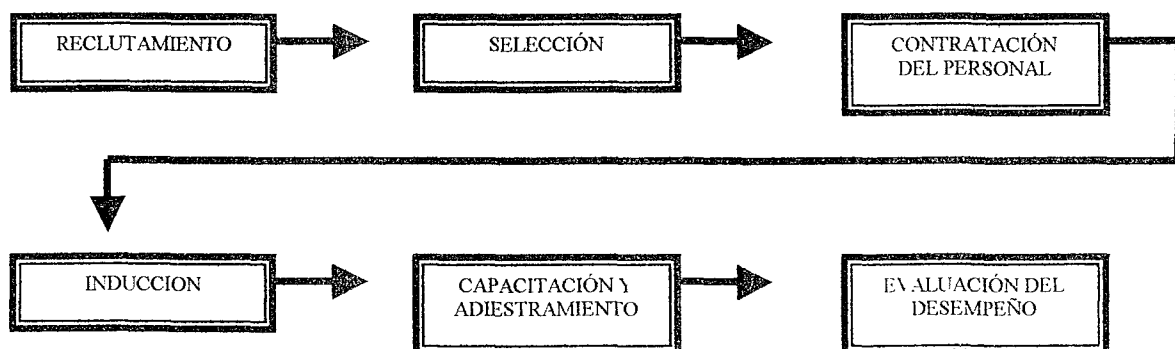 RECLUTAMIENTO
SELECCIÓN
CONTRATACIÓN
DEL PERSONAL
INDUCCION
CAPACITACIÓN Y
ADIESTRAMIENTO
EVALUACIÓN DEL
DESEMPEÑO